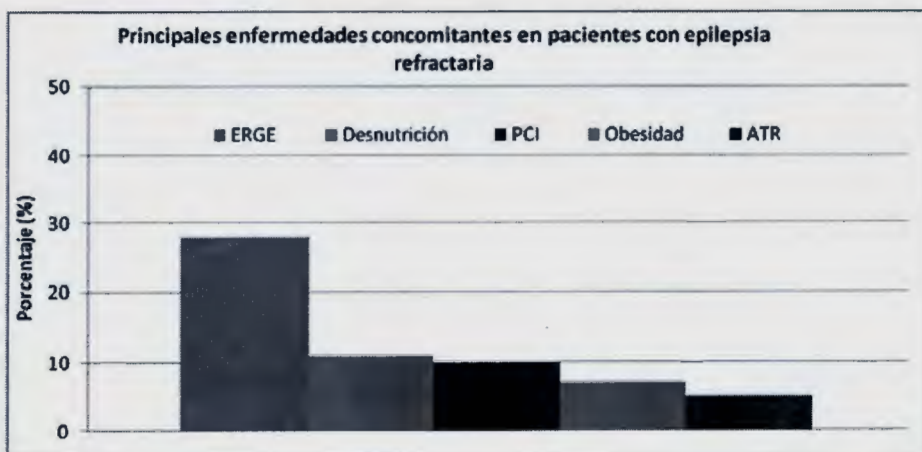 Principales enfermedades concomitantes en pacientes con epilepsia
refractaria
50
ERGE Desnutrición PCI Obesidad ATR
40
30
20
10
0
Porcentaje (%)